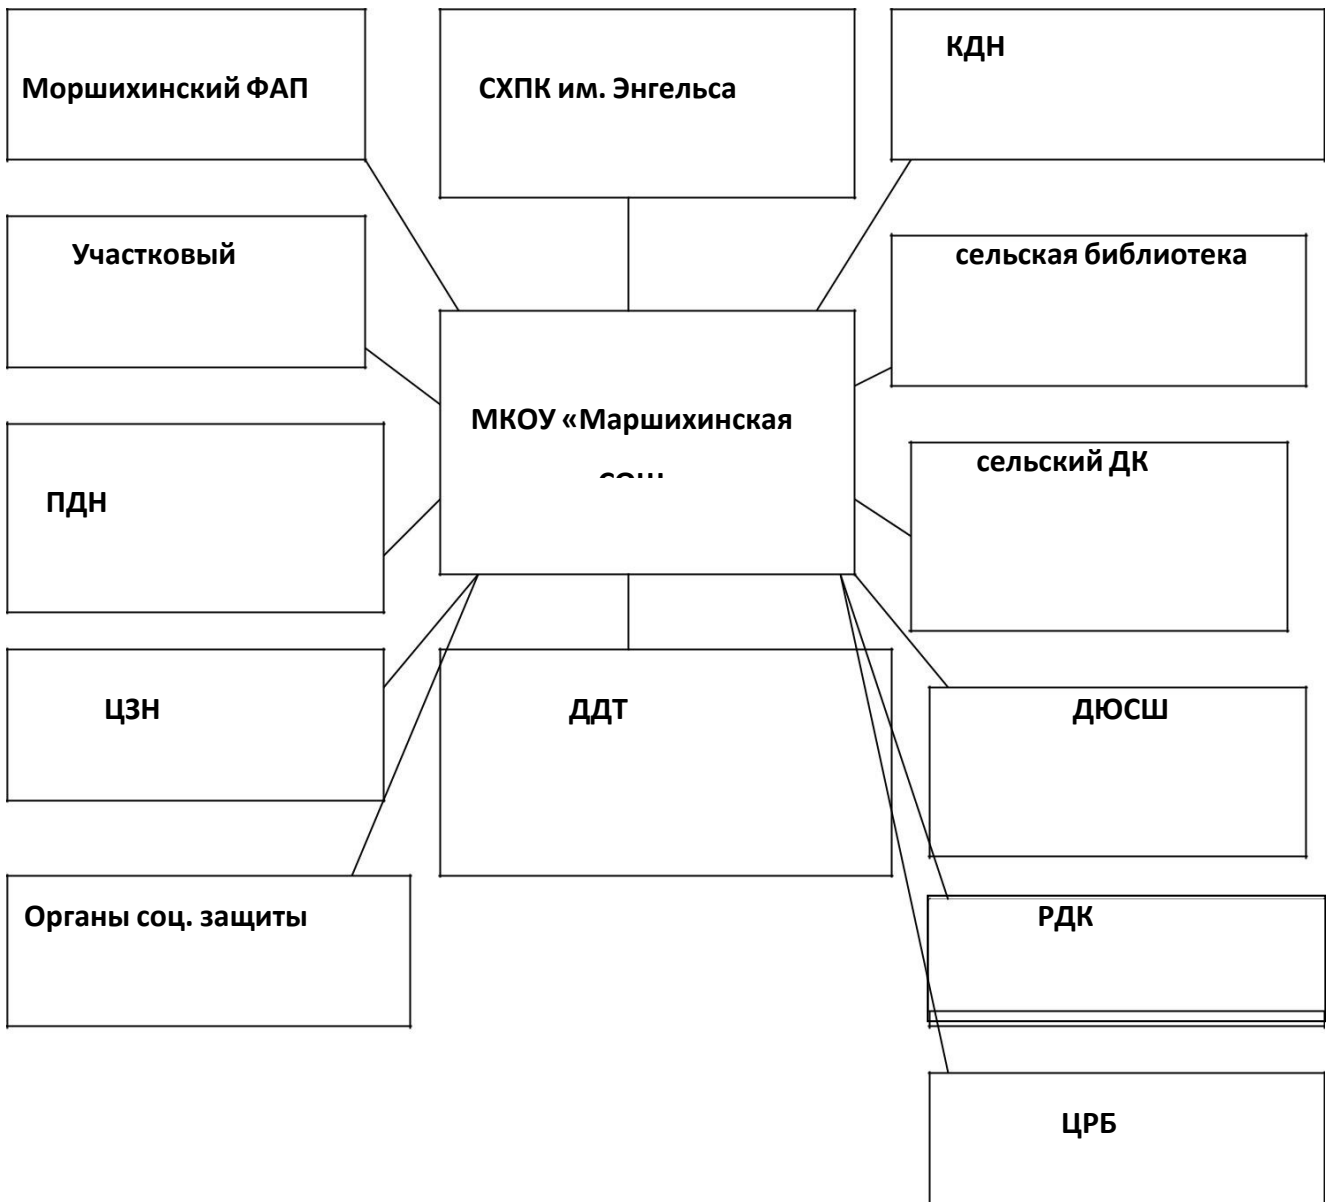 Моршихинский ФАП
СХПК им. Энгельса
КДН
Участковый
сельская библиотека
МКОУ «Маршихинская
сельский ДК
ПДН
ЦЗН
ДДТ
ДЮСШ
Органы соц. защиты
РДК
ЦРБ